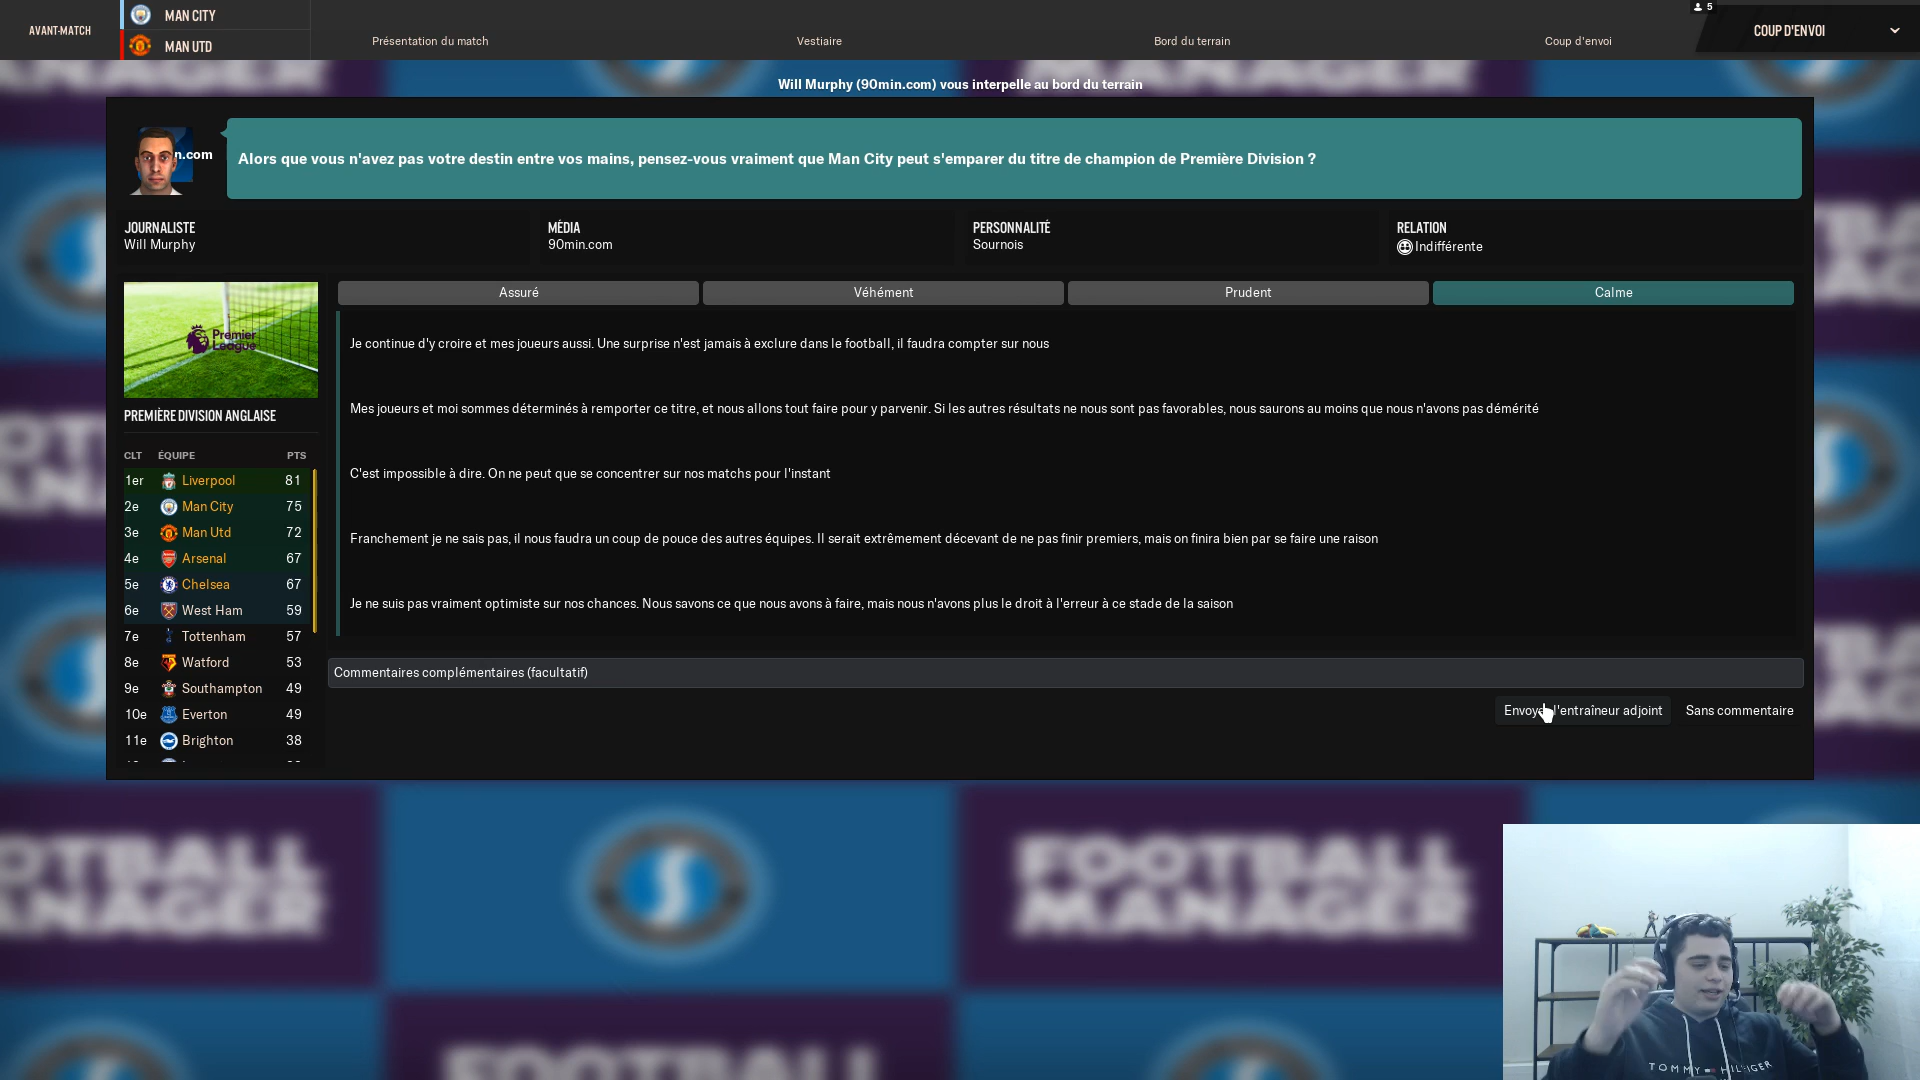 AVANT-MATCH
MAN CITY
MAN UTD
Présentation du match
Vestiaire
Bord du terrain
Coup d'envoi
5
COUP D'ENVOI
Will Murphy (90min.com) vous interpelle au bord du terrain
n.com
Alors que vous n'avez pas votre destin entre vos mains, pensez-vous vraiment que Man City peut s'emparer du titre de champion de Première Division ?
JOURNALISTE
Will Murphy
MÉDIA
90min.com
PERSONNALITÉ
Sournois
RELATION
Indifférente
Premier
League
PREMIÈRE DIVISION ANGLAISE
CLT ÉQUIPE PTS
1er Liverpool 81
2e Man City 75
3e Man Utd 72
4e Arsenal 67
5e Chelsea 67
6e West Ham 59
7e Tottenham 57
8e Watford 53
9e Southampton 49
10e Everton 49
11e Brighton 38
Assuré
Véhément
Prudent
Calme
Je continue d'y croire et mes joueurs aussi. Une surprise n'est jamais à exclure dans le football, il faudra compter sur nous
Mes joueurs et moi sommes déterminés à remporter ce titre, et nous allons tout faire pour y parvenir. Si les autres résultats ne nous sont pas favorables, nous saurons au moins que nous n'avons pas démérité
C'est impossible à dire. On ne peut que se concentrer sur nos matchs pour l'instant
Franchement je ne sais pas, il nous faudra un coup de pouce des autres équipes. Il serait extrêmement décevant de ne pas finir premiers, mais on finira bien par se faire une raison
Je ne suis pas vraiment optimiste sur nos chances. Nous savons ce que nous avons à faire, mais nous n'avons plus le droit à l'erreur à ce stade de la saison
Commentaires complémentaires (facultatif)
l'entraîneur adjoint
Sans commentaire
FOOTBALL
MANAGER
TOMMY HILFIGER